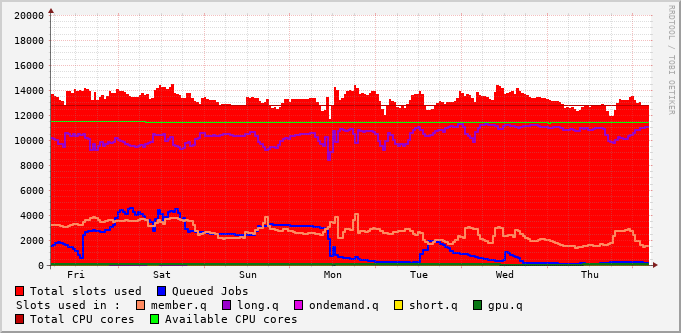 20000
18000
16000
14000
12000
10000
8000
6000
4000
2000
0
Fri Sat Sun Mon Tue Wed Thu
Total slots used Queued Jobs
Slots used in : member.q long.q ondemand.q short.q gpu.q
Total CPU cores Available CPU cores
RRDTOOL / TOBI OETIKER